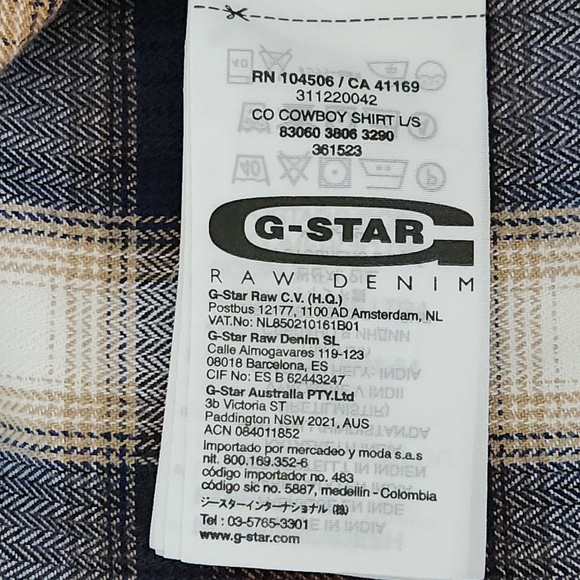 RN 104506 / CA 41169
311220042
CO COWBOY SHIRT L/S
83060 3806 3290
361523
G-STAR
RAW DENIM
G-Star Raw C.V. (H.Q.)
Postbus 12177, 1100 AD Amsterdam, NL
VAT.No: NL850210161B01
G-Star Raw Denim SL
Calle Almogavares 119-123
08018 Barcelona, ES
CIF No: ES B 62443247
G-Star Australia PTY.Ltd
3b Victoria ST
Paddington NSW 2021, AUS
ACN 084011852
Importado por mercadeo y moda s.a.s
nit. 800.169.352-6
código importador no. 483
código sic no. 5887, medellin - Colombia
ジースターインターナショナル (株)
Tel : 03-5765-3301
www.g-star.com